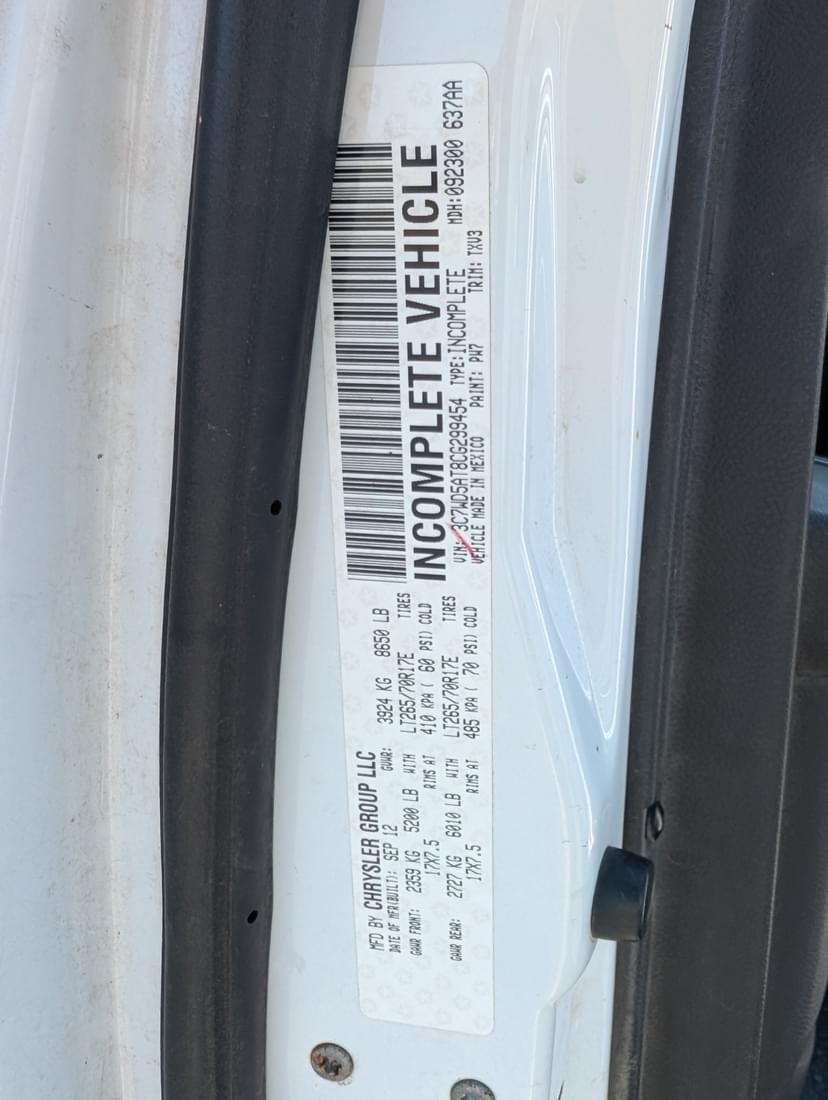 MFD BY CHRYSLER GROUP LLC
DATE OF MFR(BUILT): SEP 12 GVWR: 3924 KG 8650 LB
GAWR FRONT: 2359 KG 5200 LB WITH LT265/70R17E TIRES
17X7.5 RIMS AT 410 KPA ( 60 PSI) COLD
GAWR REAR: 2727 KG 6010 LB WITH LT265/70R17E TIRES
17X7.5 RIMS AT 485 KPA ( 70 PSI) COLD
INCOMPLETE VEHICLE
VIN: 3C7WD5AT8CG299454 TYPE:INCOMPLETE MDH:092300 637AA
VEHICLE MADE IN MEXICO PAINT: PW7 TRIM: TXV3